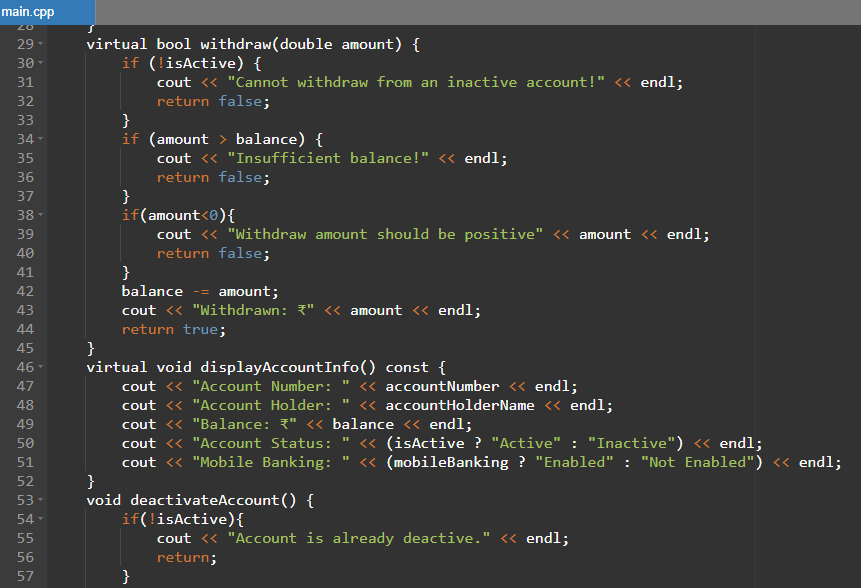 main.cpp
28 }
29 virtual bool withdraw(double amount) {
30 if (!isActive) {
31 cout << "Cannot withdraw from an inactive account!" << endl;
32 return false;
33 }
34 if (amount > balance) {
35 cout << "Insufficient balance!" << endl;
36 return false;
37 }
38 if(amount<0){
39 cout << "Withdraw amount should be positive" << amount << endl;
40 return false;
41 }
42 balance -= amount;
43 cout << "Withdrawn: ₹" << amount << endl;
44 return true;
45 }
46 virtual void displayAccountInfo() const {
47 cout << "Account Number: " << accountNumber << endl;
48 cout << "Account Holder: " << accountHolderName << endl;
49 cout << "Balance: ₹" << balance << endl;
50 cout << "Account Status: " << (isActive ? "Active" : "Inactive") << endl;
51 cout << "Mobile Banking: " << (mobileBanking ? "Enabled" : "Not Enabled") << endl;
52 }
53 void deactivateAccount() {
54 if(!isActive){
55 cout << "Account is already deactive." << endl;
56 return;
57 }